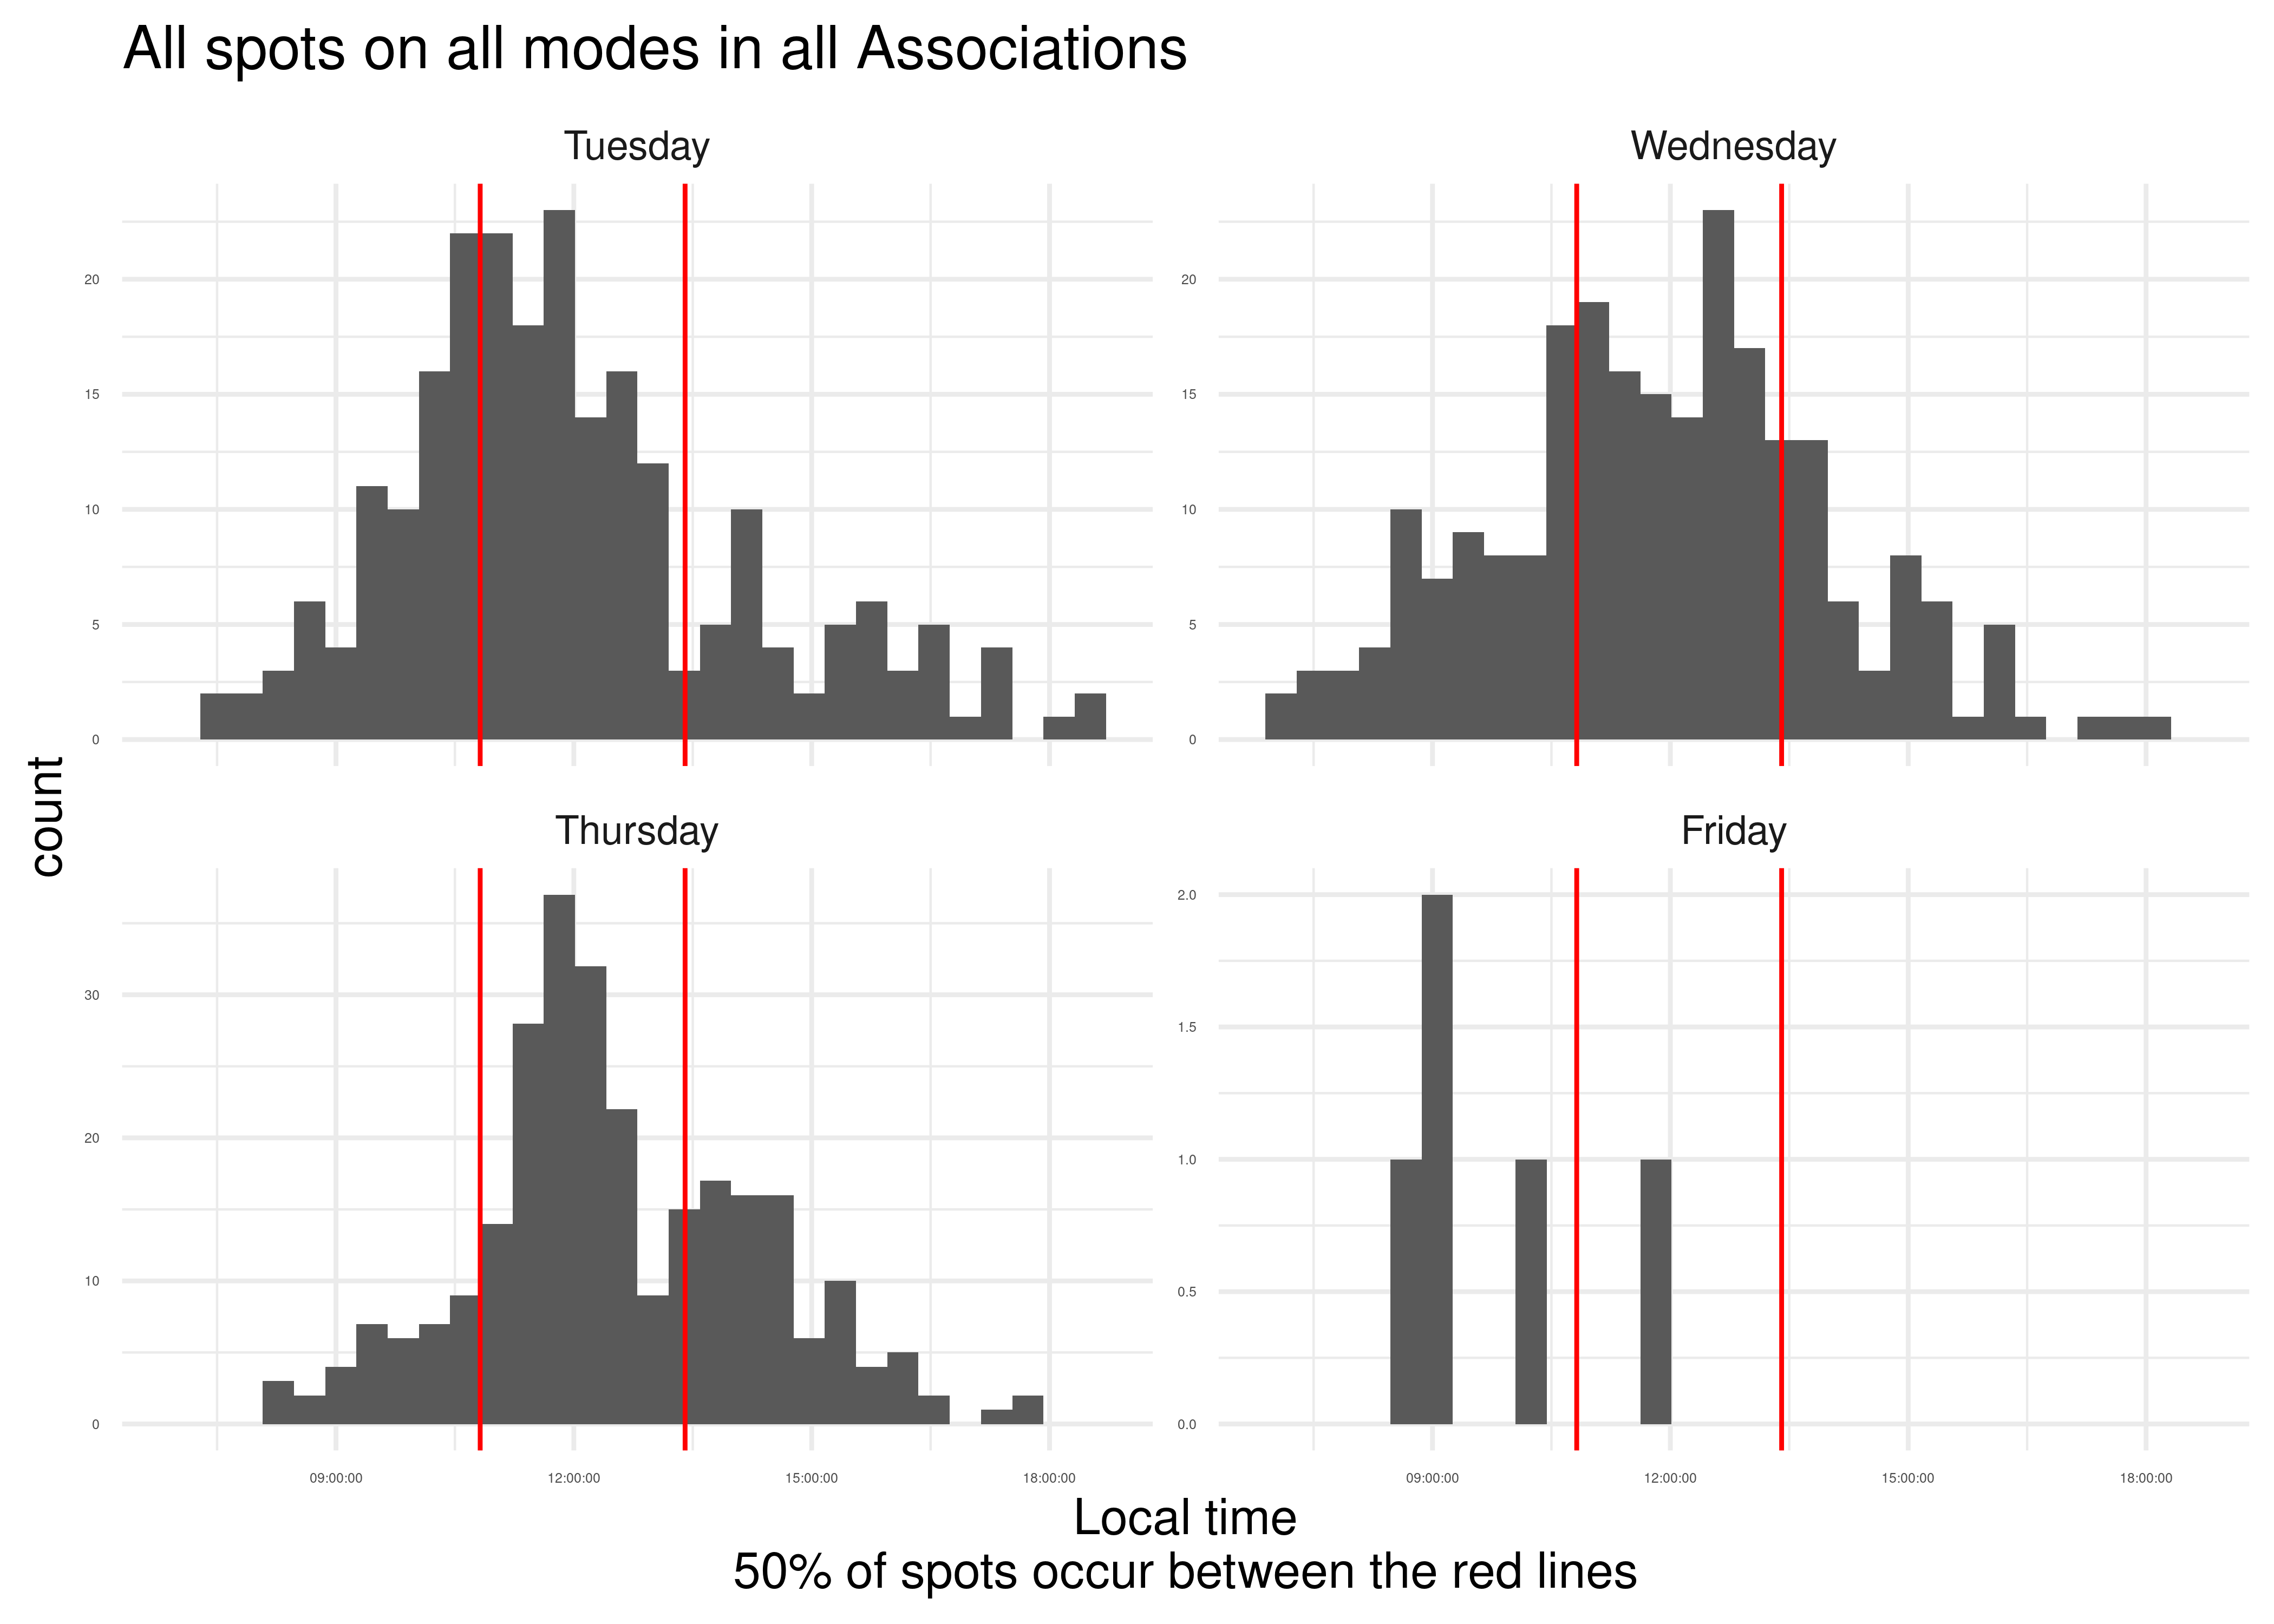 All spots on all modes in all Associations
Tuesday
Wednesday
20
15
10
5
0
20
15
10
5
0
count
Thursday
Friday
30
20
10
0
2.0
1.5
1.0
0.5
0.0
09:00:00 12:00:00 15:00:00 18:00:00
09:00:00 12:00:00 15:00:00 18:00:00
Local time
50% of spots occur between the red lines